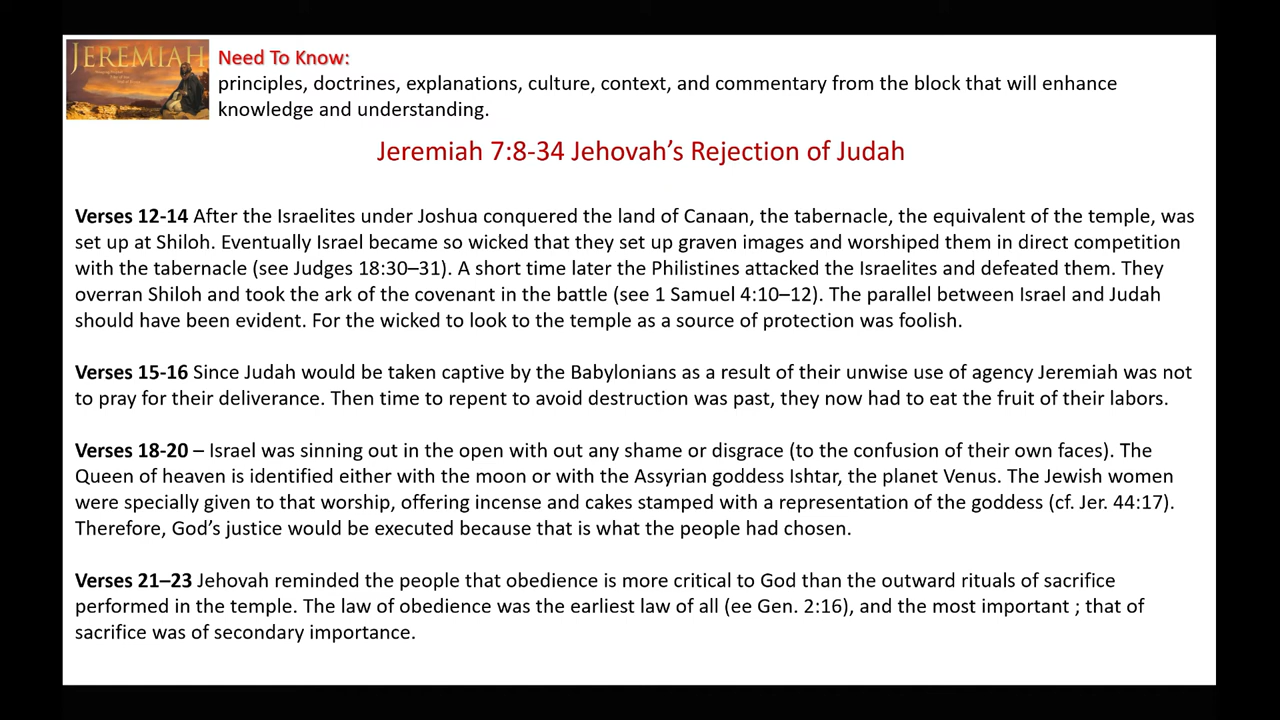 JEREMIAH
Need To Know:
principles, doctrines, explanations, culture, context, and commentary from the block that will enhance
knowledge and understanding.
Jeremiah 7:8-34 Jehovah’s Rejection of Judah
Verses 12-14 After the Israelites under Joshua conquered the land of Canaan, the tabernacle, the equivalent of the temple, was
set up at Shiloh. Eventually Israel became so wicked that they set up graven images and worshiped them in direct competition
with the tabernacle (see Judges 18:30–31). A short time later the Philistines attacked the Israelites and defeated them. They
overran Shiloh and took the ark of the covenant in the battle (see 1 Samuel 4:10–12). The parallel between Israel and Judah
should have been evident. For the wicked to look to the temple as a source of protection was foolish.
Verses 15-16 Since Judah would be taken captive by the Babylonians as a result of their unwise use of agency Jeremiah was not
to pray for their deliverance. Then time to repent to avoid destruction was past, they now had to eat the fruit of their labors.
Verses 18-20 – Israel was sinning out in the open with out any shame or disgrace (to the confusion of their own faces). The
Queen of heaven is identified either with the moon or with the Assyrian goddess Ishtar, the planet Venus. The Jewish women
were specially given to that worship, offering incense and cakes stamped with a representation of the goddess (cf. Jer. 44:17).
Therefore, God’s justice would be executed because that is what the people had chosen.
Verses 21–23 Jehovah reminded the people that obedience is more critical to God than the outward rituals of sacrifice
performed in the temple. The law of obedience was the earliest law of all (ee Gen. 2:16), and the most important ; that of
sacrifice was of secondary importance.